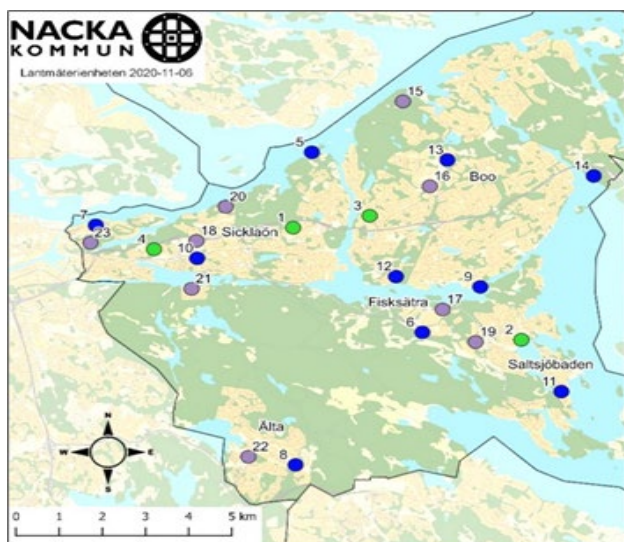 NACKA
KOMMUN
Lantmäterienheten 2020-11-06
15
5
13
14
16
Boo
20
3
7
1
18
Sicklaön
23
4
10
21
12
9
Fisksätra
17
6
19
2
Saltsjöbaden
11
N
W E
S
Älta
22
8
0 1 2 3 4 5 km